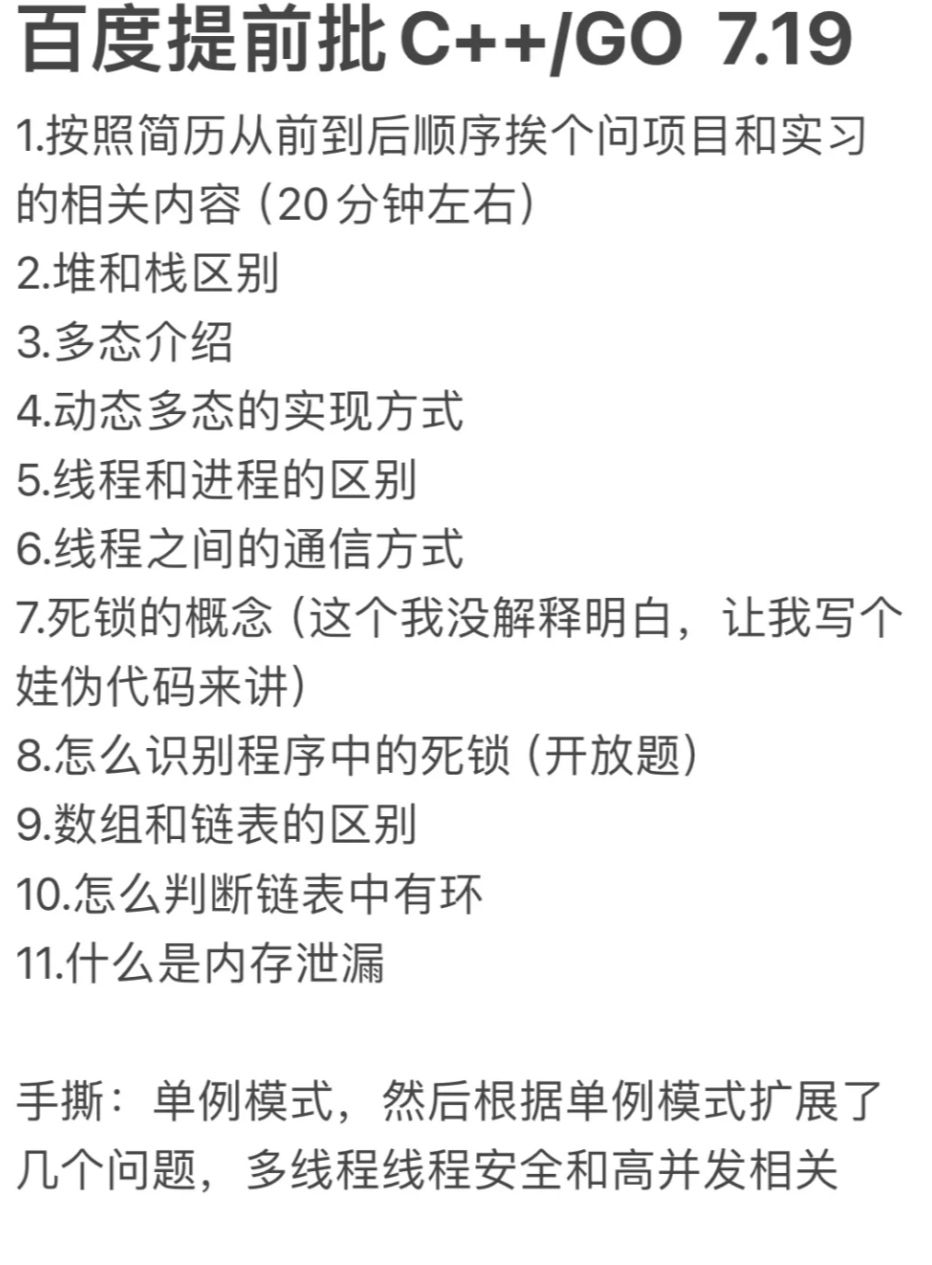 百度提前批C++/GO 7.19
1.按照简历从前到后顺序挨个问项目和实习
的相关内容（20分钟左右）
2.堆和栈区别
3.多态介绍
4.动态多态的实现方式
5.线程和进程的区别
6.线程之间的通信方式
7.死锁的概念（这个我没解释明白，让我写个
娃伪代码来讲）
8.怎么识别程序中的死锁（开放题）
9.数组和链表的区别
10.怎么判断链表中有环
11.什么是内存泄漏
手撕：单例模式，然后根据单例模式扩展了
几个问题，多线程线程安全和高并发相关